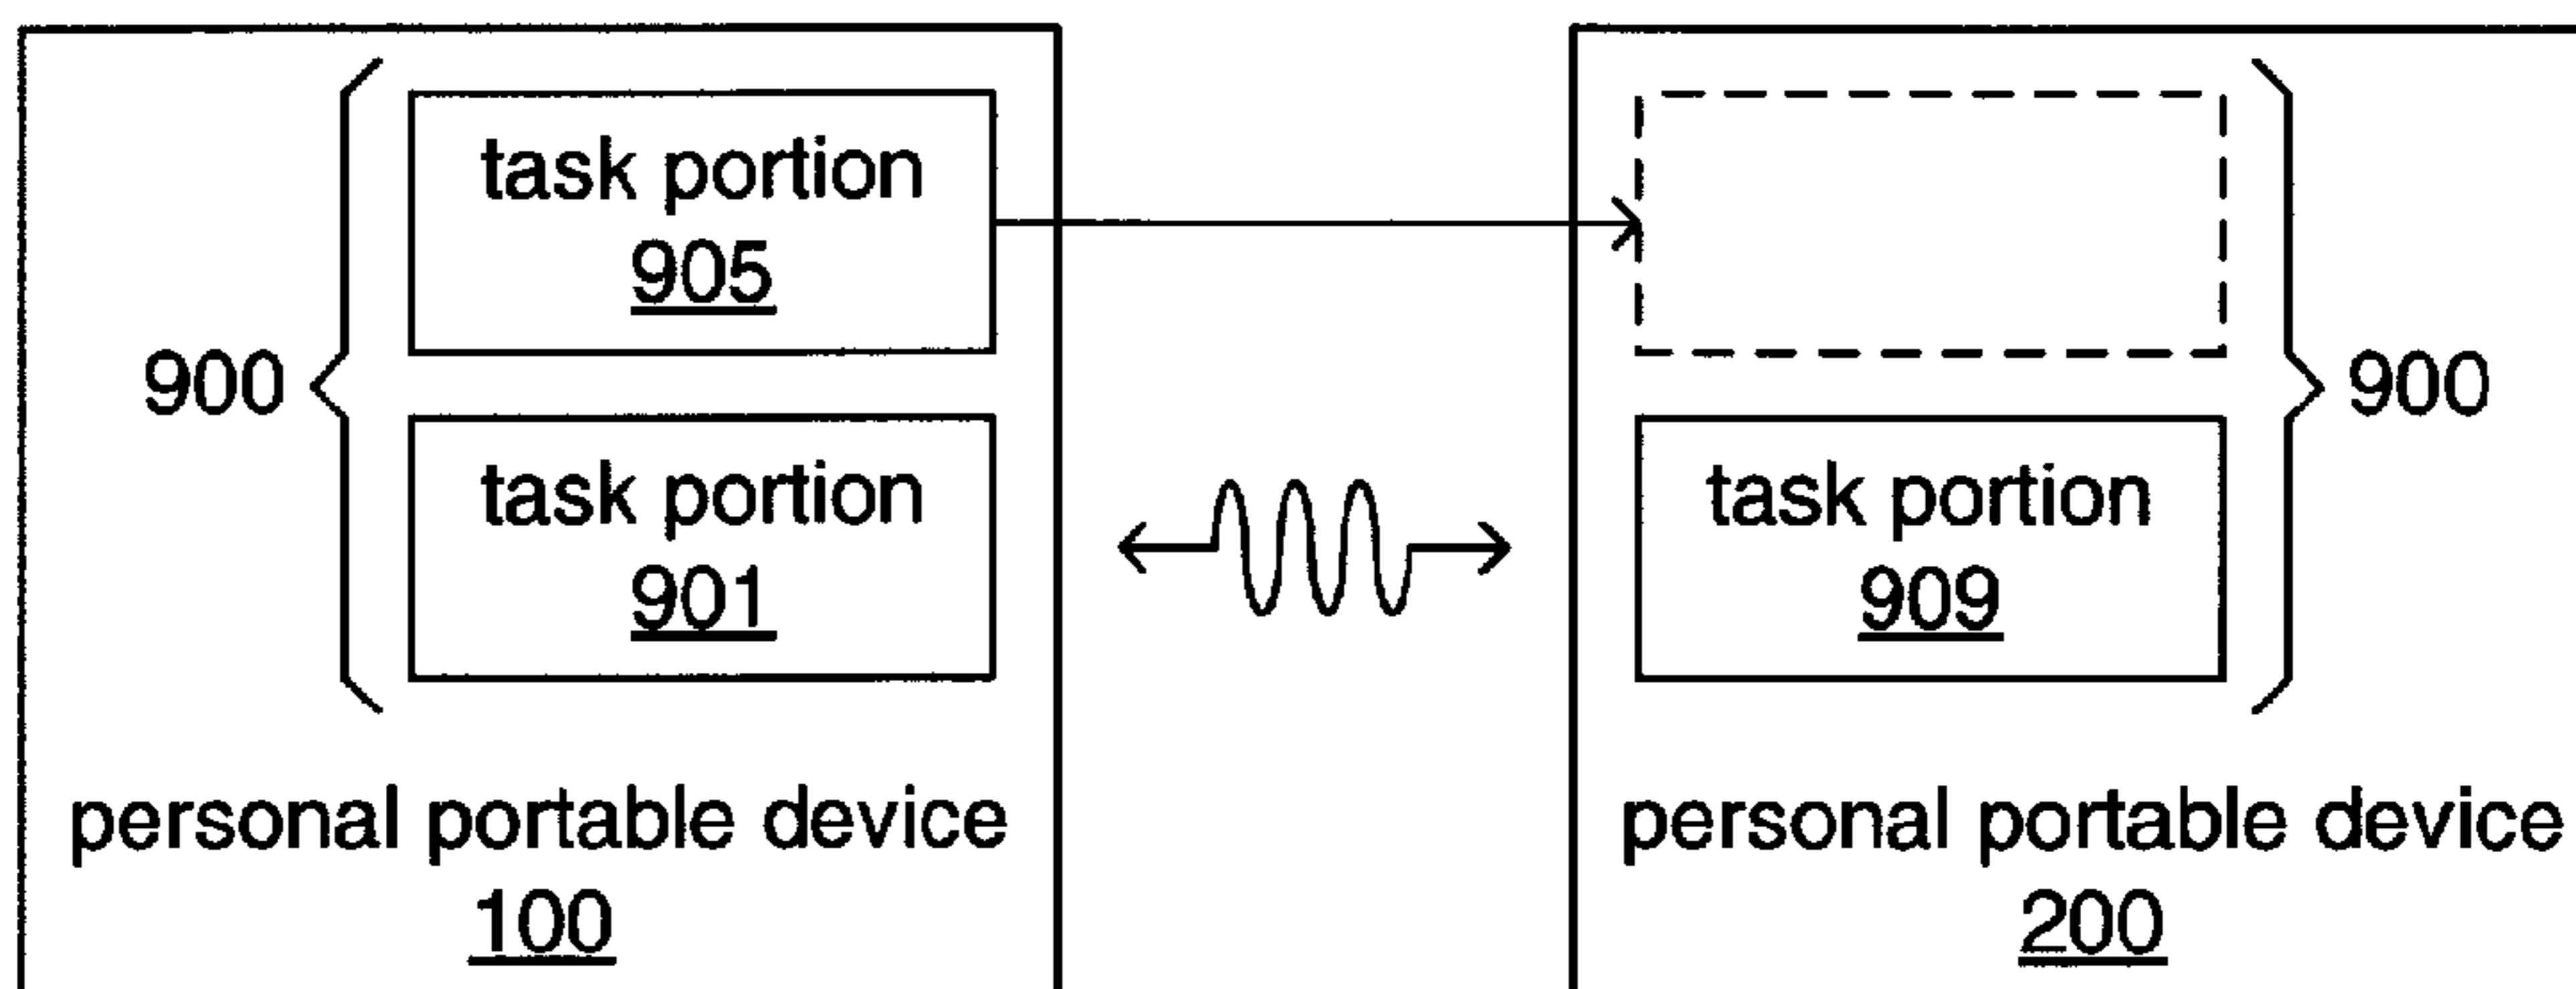 task portion
905
900
task portion
901
personal portable device
100
900
task portion
909
personal portable device
200